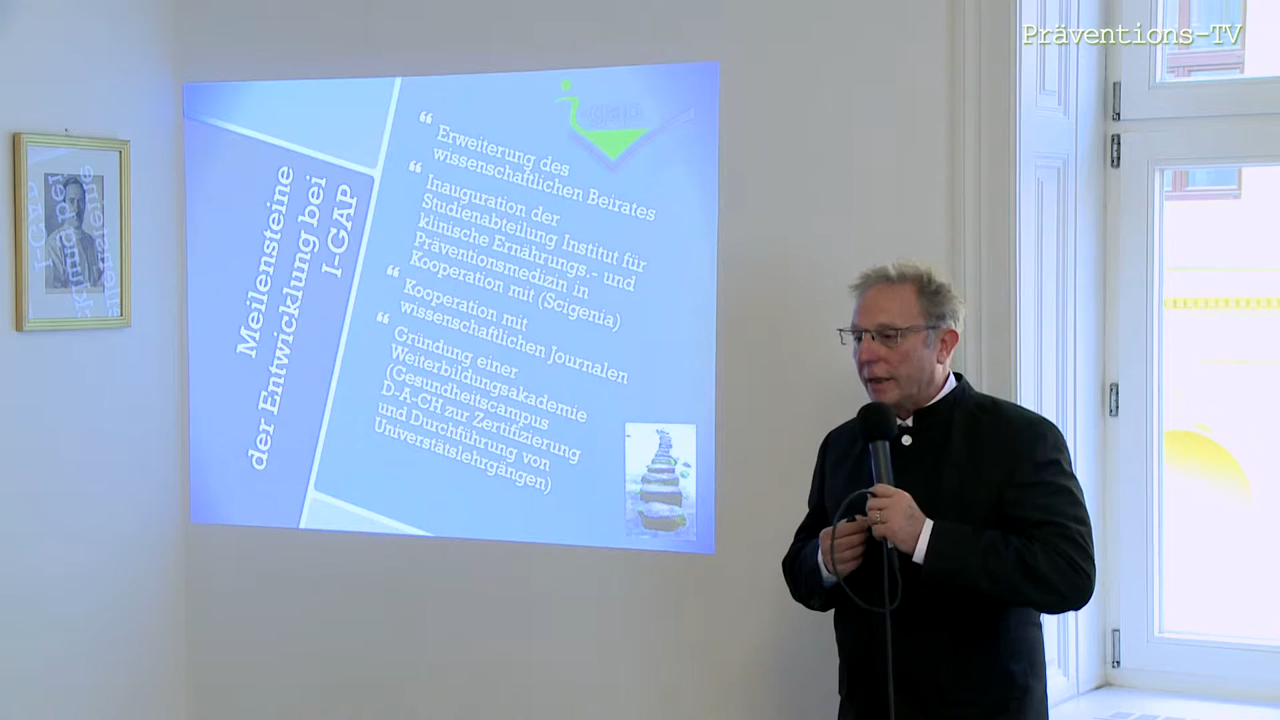 Präventions-TV
Meilensteine
der Entwicklung bei
I-GAP
“ Erweiterung des
wissenschaftlichen Beirates
“ Inauguration der
Studienabteilung Institut für
klinische Ernährungs.- und
Präventionsmedizin in
Kooperation mit (Scigenia)
“ Kooperation mit
wissenschaftlichen Journalen
“ Gründung einer
Weiterbildungsakademie
(Gesundheitscampus
D-A-CH zur Zertifizierung
und Durchführung von
Universtätslehrgängen)